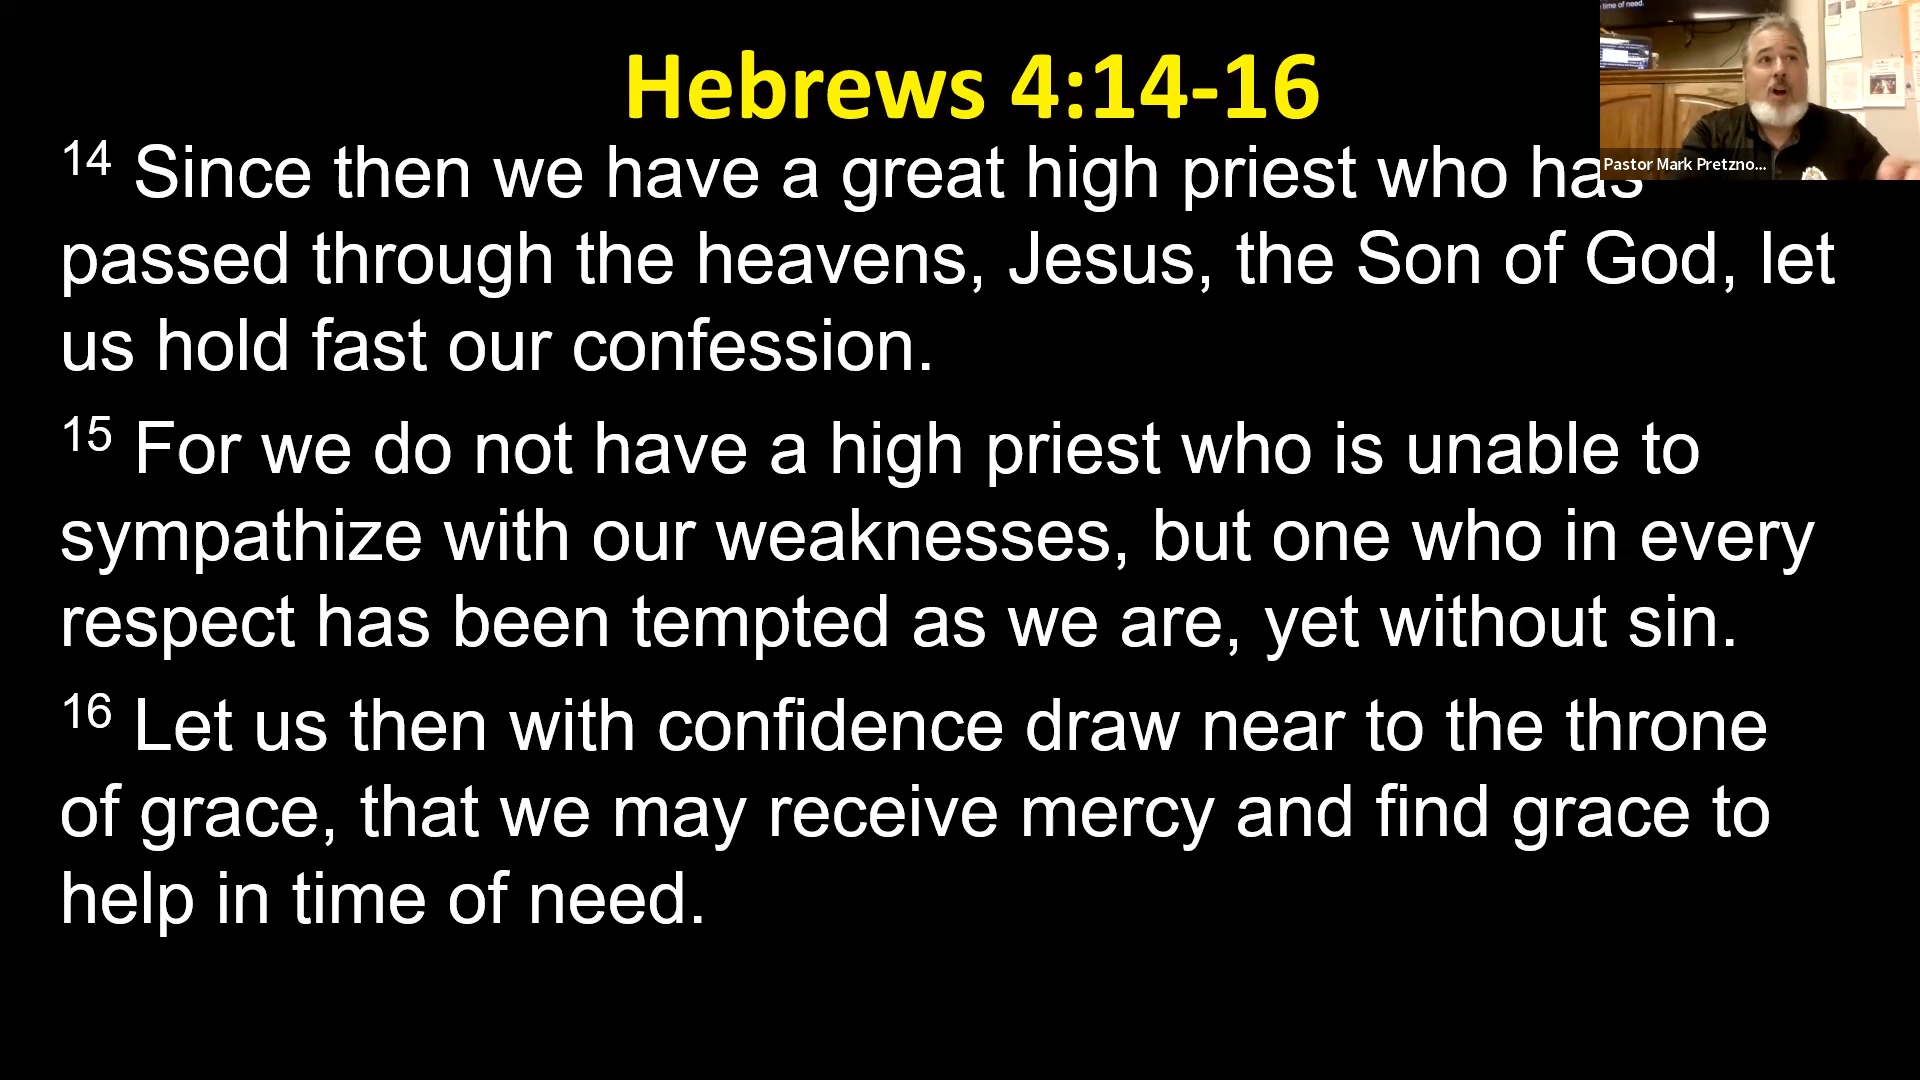 Hebrews 4:14-16
time of need.
Pastor Mark Pretzno...
14 Since then we have a great high priest who has
passed through the heavens, Jesus, the Son of God, let
us hold fast our confession.
15 For we do not have a high priest who is unable to
sympathize with our weaknesses, but one who in every
respect has been tempted as we are, yet without sin.
16 Let us then with confidence draw near to the throne
of grace, that we may receive mercy and find grace to
help in time of need.